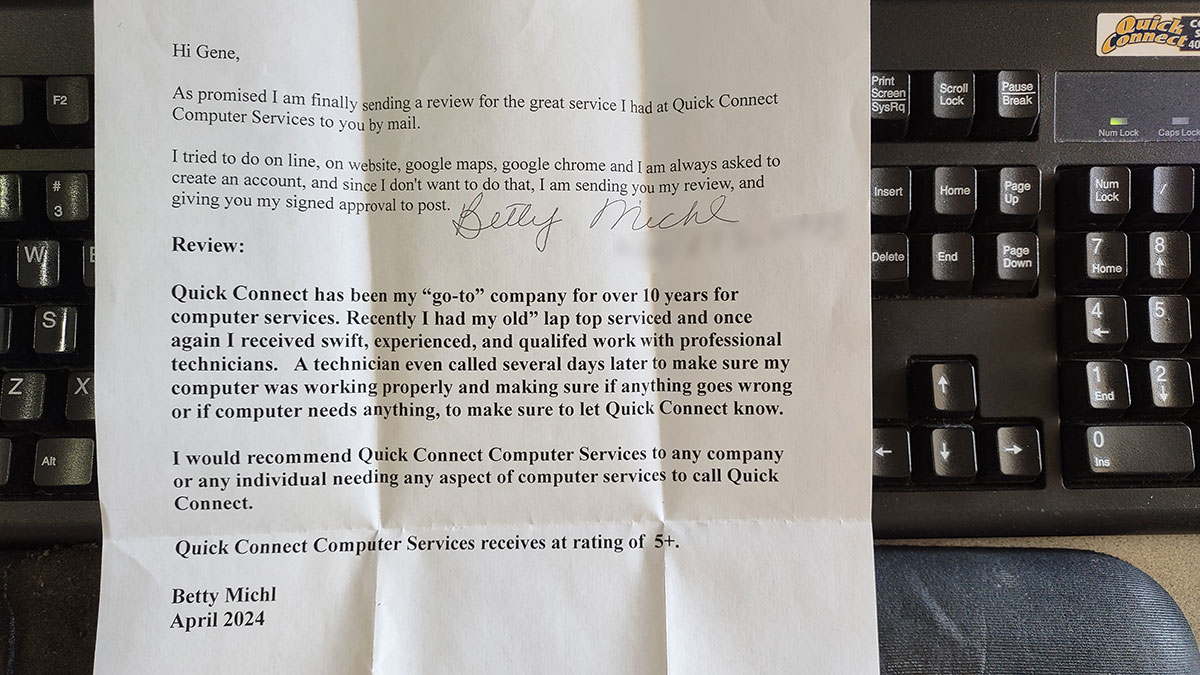 Hi Gene,
As promised I am finally sending a review for the great service I had at Quick Connect
Computer Services to you by mail.
I tried to do on line, on website, google maps, google chrome and I am always asked to
create an account, and since I don't want to do that, I am sending you my review, and
giving you my signed approval to post. Betty Michl
Review:
Quick Connect has been my “go-to” company for over 10 years for
computer services. Recently I had my old” lap top serviced and once
again I received swift, experienced, and qualifed work with professional
technicians. A technician even called several days later to make sure my
computer was working properly and making sure if anything goes wrong
or if computer needs anything, to make sure to let Quick Connect know.
I would recommend Quick Connect Computer Services to any company
or any individual needing any aspect of computer services to call Quick
Connect.
Quick Connect Computer Services receives at rating of 5+.
Betty Michl
April 2024
F2
#
3
W
S
Z X
Alt
Quick
Connect
40
Print
Screen
SysRq
Scroll
Lock
Pause
Break
Num Lock
Caps Lock
Insert
Home
Page
Up
Num
Lock
/
Delete
End
Page
Down
7
Home
8
↑
4
←
5
1
End
2
↓
↑
← ↓ →
0
Ins